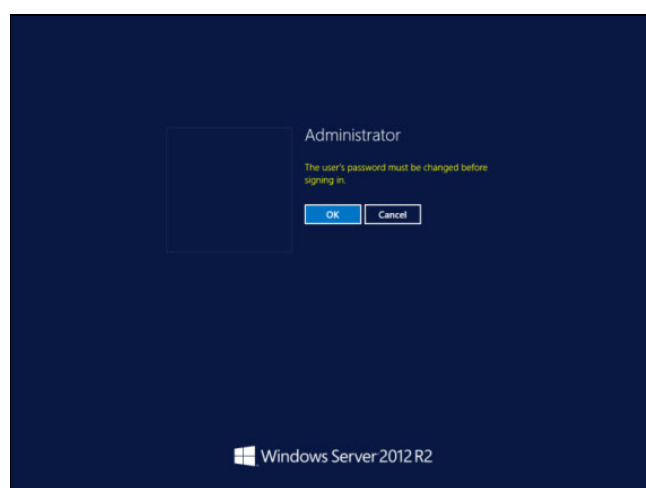 Administrator
The user's password must be changed before
signing in.
OK
Cancel
Windows Server 2012 R2